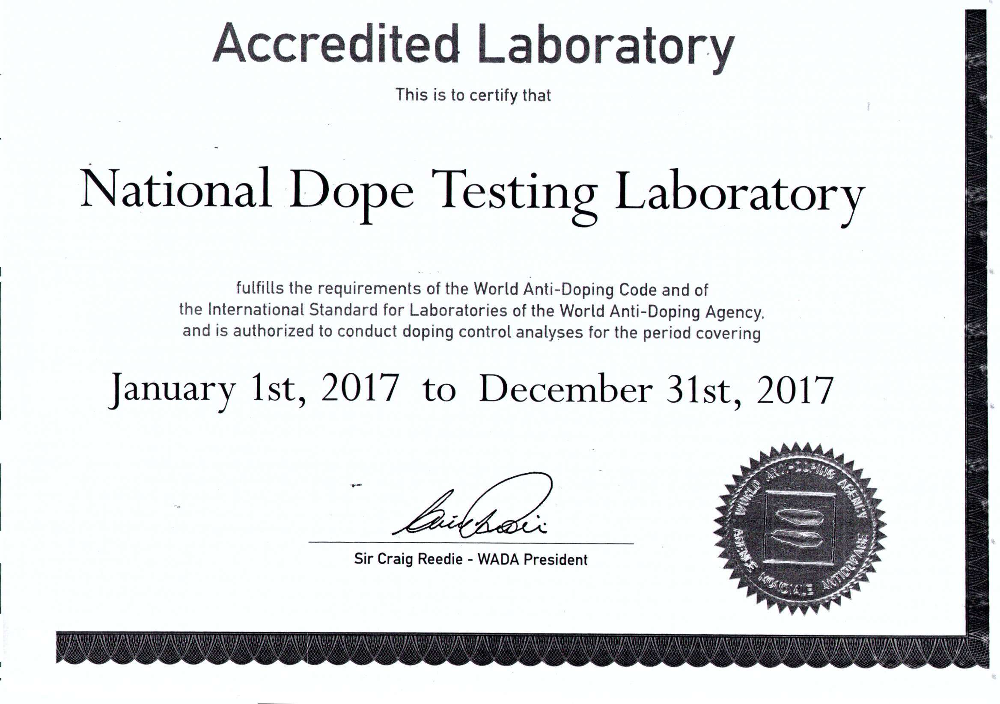 Accredited Laboratory
This is to certify that
National Dope Testing Laboratory
fulfills the requirements of the World Anti-Doping Code and of
the International Standard for Laboratories of the World Anti-Doping Agency,
and is authorized to conduct doping control analyses for the period covering
January 1st, 2017 to December 31st, 2017
Sir Craig Reedie - WADA President
WORLD ANTI-DOPING AGENCY
AGENCE MONDIALE ANTIDOPAGE